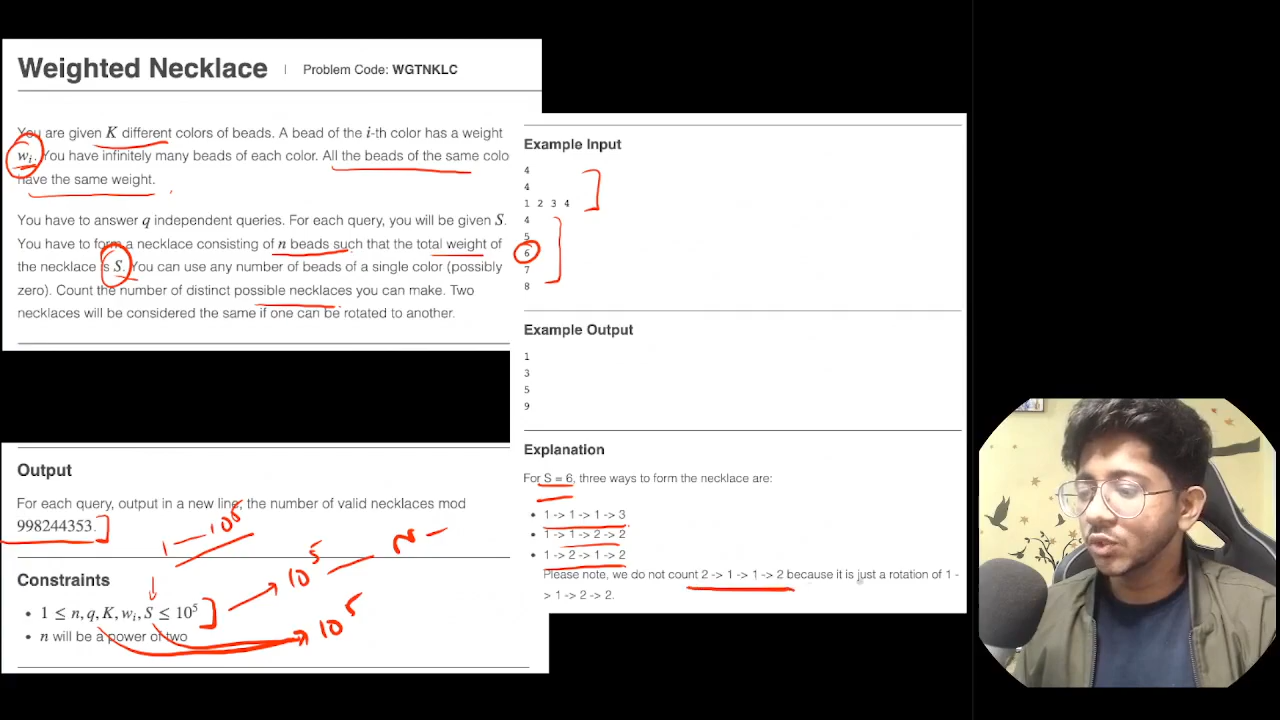 Weighted Necklace | Problem Code: WGTNKLC
You are given K different colors of beads. A bead of the i-th color has a weight
w_i. You have infinitely many beads of each color. All the beads of the same colo
have the same weight.
You have to answer q independent queries. For each query, you will be given S.
You have to form a necklace consisting of n beads such that the total weight of
the necklace is S. You can use any number of beads of a single color (possibly
zero). Count the number of distinct possible necklaces you can make. Two
necklaces will be considered the same if one can be rotated to another.
Output
For each query, output in a new line, the number of valid necklaces mod
998244353.
1 — 10^5
Constraints
10^5
N —
• 1 ≤ n, q, K, w_i, S ≤ 10^5
10^5
• n will be a power of two
Example Input
4
4
1 2 3 4
4
5
6
7
8
Example Output
1
3
5
9
Explanation
For S = 6, three ways to form the necklace are:
• 1 -> 1 -> 1 -> 3
• 1 -> 1 -> 2 -> 2
• 1 -> 2 -> 1 -> 2
Please note, we do not count 2 -> 1 -> 1 -> 2 because it is just a rotation of 1 -
> 1 -> 2 -> 2.